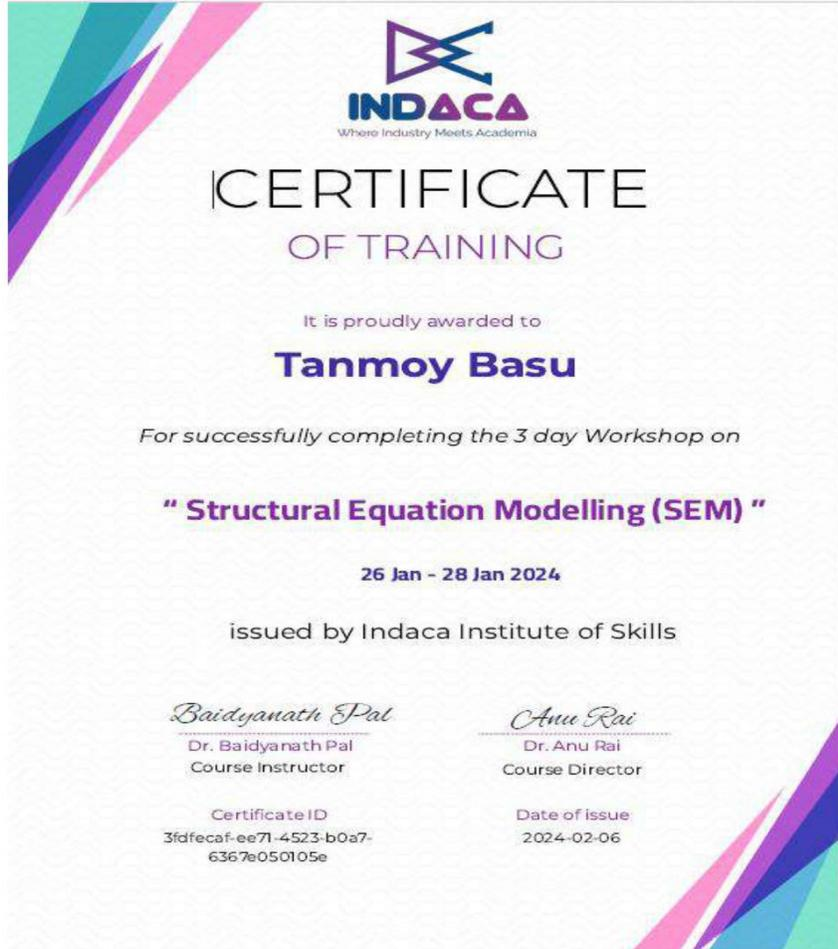 INDACA
Where Industry Meets Academia
CERTIFICATE
OF TRAINING
It is proudly awarded to
Tanmoy Basu
For successfully completing the 3 day Workshop on
“ Structural Equation Modelling (SEM) ”
26 Jan - 28 Jan 2024
issued by Indaca Institute of Skills
Baidyanath Pal
Dr. Baidyanath Pal
Course Instructor
Anu Rai
Dr. Anu Rai
Course Director
Certificate ID
3fdfecaf-ee71-4523-b0a7-
6367e050105e
Date of issue
2024-02-06